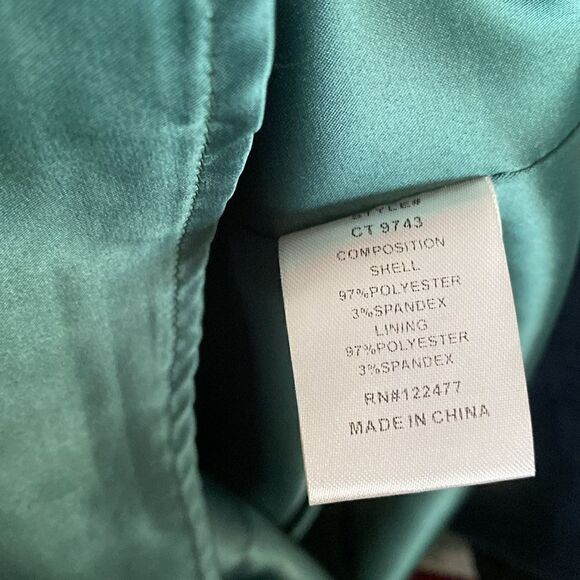 STYLE#
CT 9743
COMPOSITION
SHELL
97%POLYESTER
3%SPANDEX
LINING
97%POLYESTER
3%SPANDEX
RN#122477
MADE IN CHINA